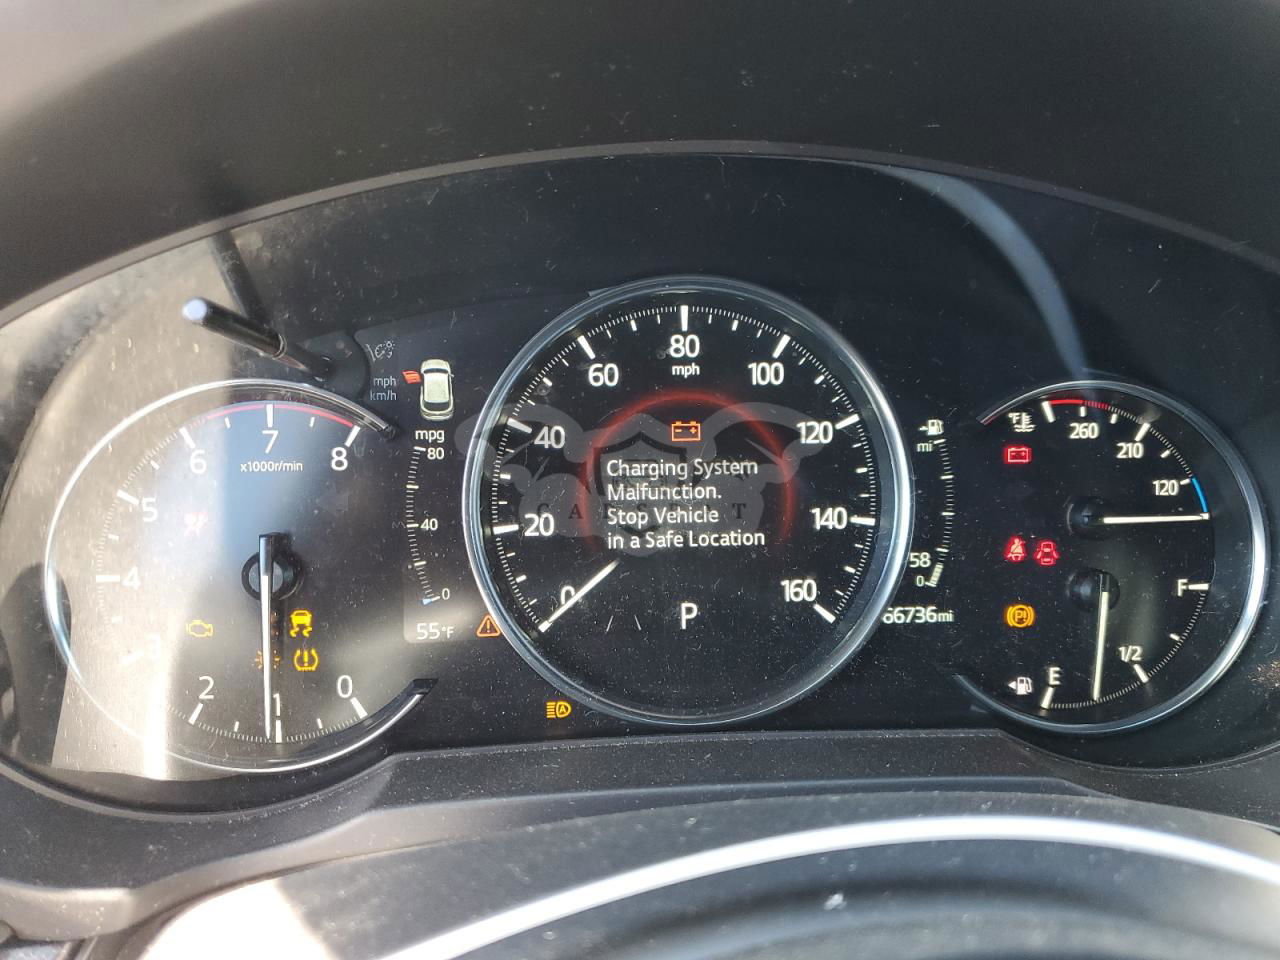 mph
km/h
mpg
80
40
0
55°F
8
7
6
5
4
3
2
1
0
x1000r/min
0
20
40
60
80
mph
100
120
140
160
Charging System
Malfunction.
Stop Vehicle
in a Safe Location
P
mi
58
0
66736mi
°F
260
210
120
F
1/2
E